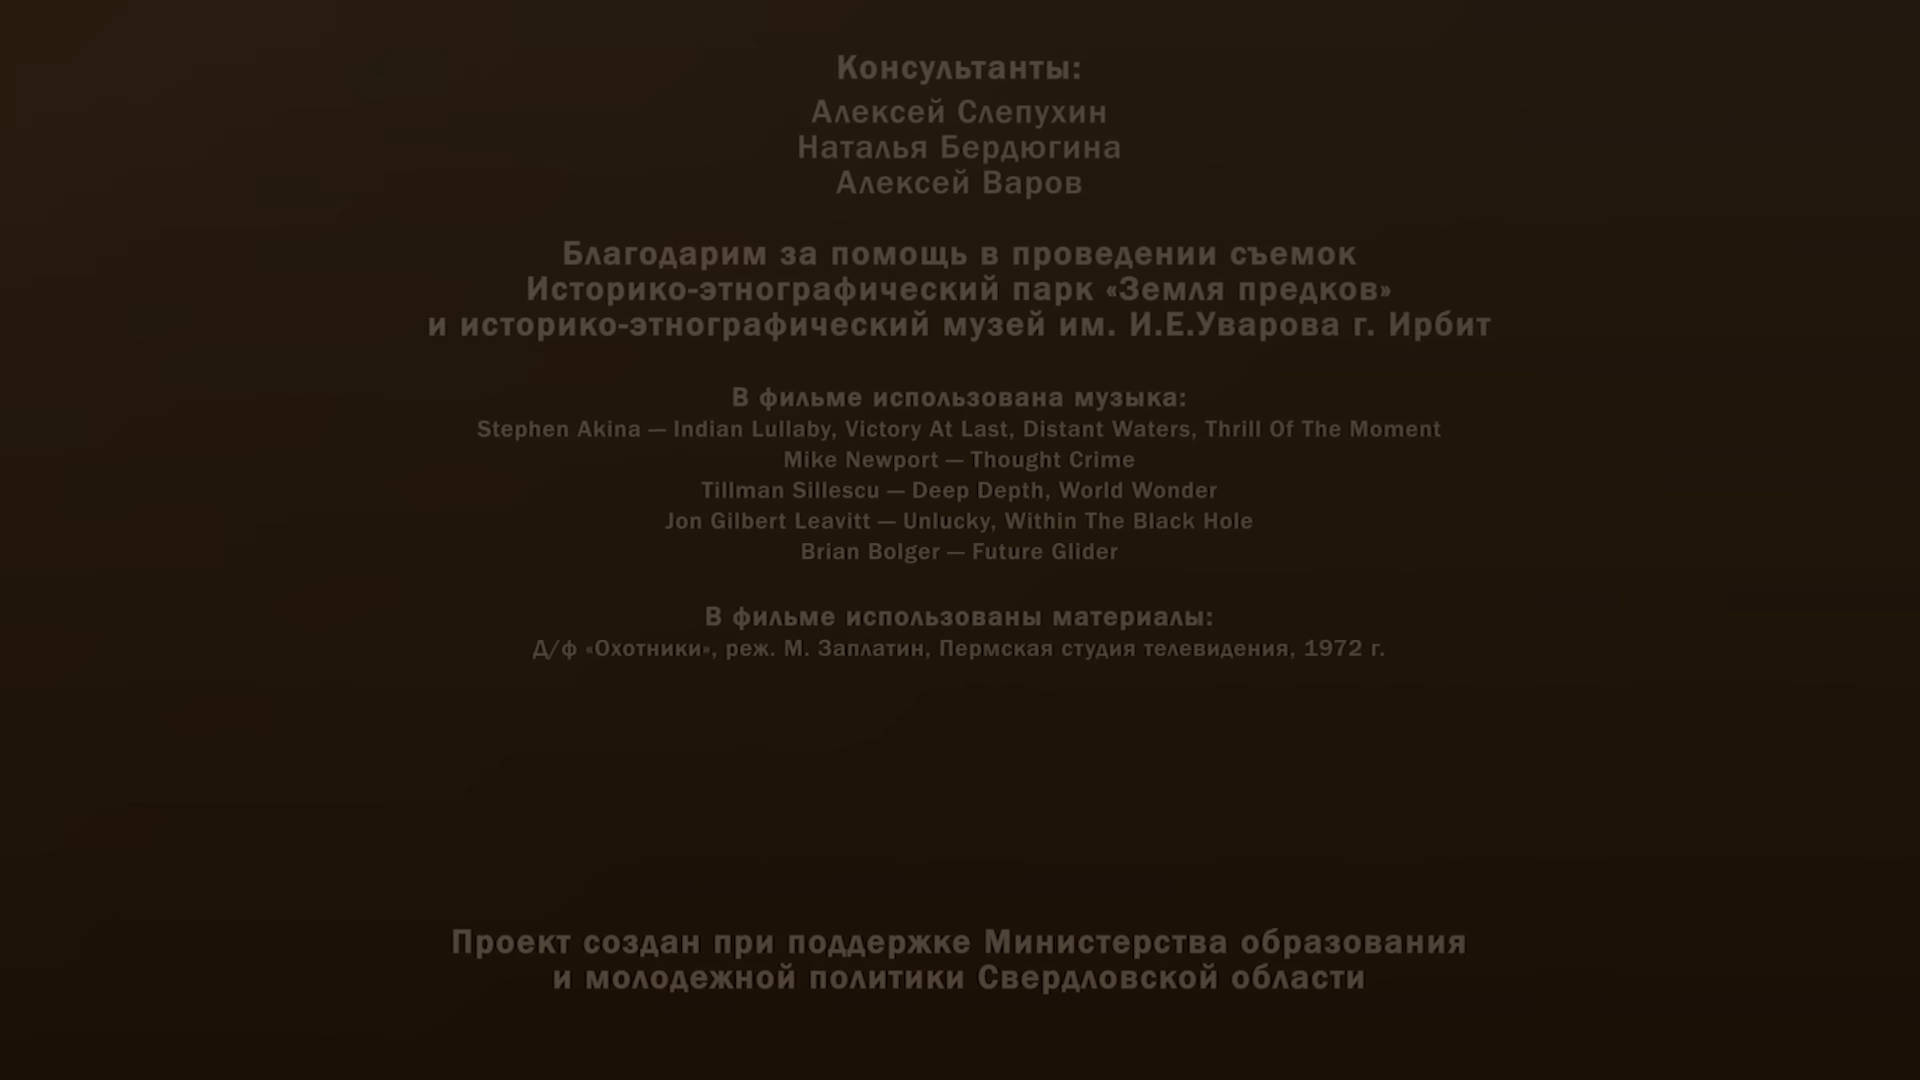 Консультанты:
Алексей Слепухин
Наталья Бердюгина
Алексей Варов
Благодарим за помощь в проведении съемок
Историко-этнографический парк «Земля предков»
и историко-этнографический музей им. И.Е.Уварова г. Ирбит
В фильме использована музыка:
Stephen Akina — Indian Lullaby, Victory At Last, Distant Waters, Thrill Of The Moment
Mike Newport — Thought Crime
Tillman Sillescu — Deep Depth, World Wonder
Jon Gilbert Leavitt — Unlucky, Within The Black Hole
Brian Bolger — Future Glider
В фильме использованы материалы:
Д/ф «Охотники», реж. М. Заплатин, Пермская студия телевидения, 1972 г.
Проект создан при поддержке Министерства образования
и молодежной политики Свердловской области